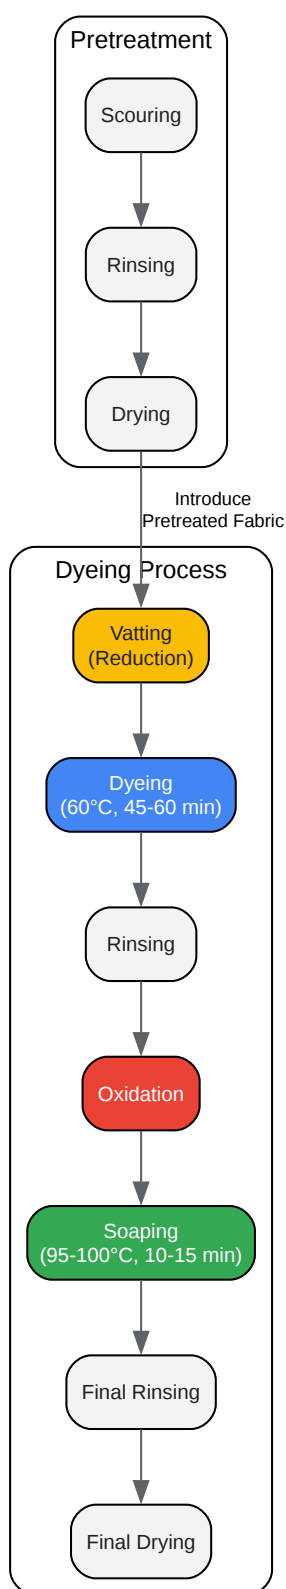 Pretreatment
Scouring
Rinsing
Drying
Introduce
Pretreated Fabric
Dyeing Process
Vatting
(Reduction)
Dyeing
(60°C, 45-60 min)
Rinsing
Oxidation
Soaping
(95-100°C, 10-15 min)
Final Rinsing
Final Drying